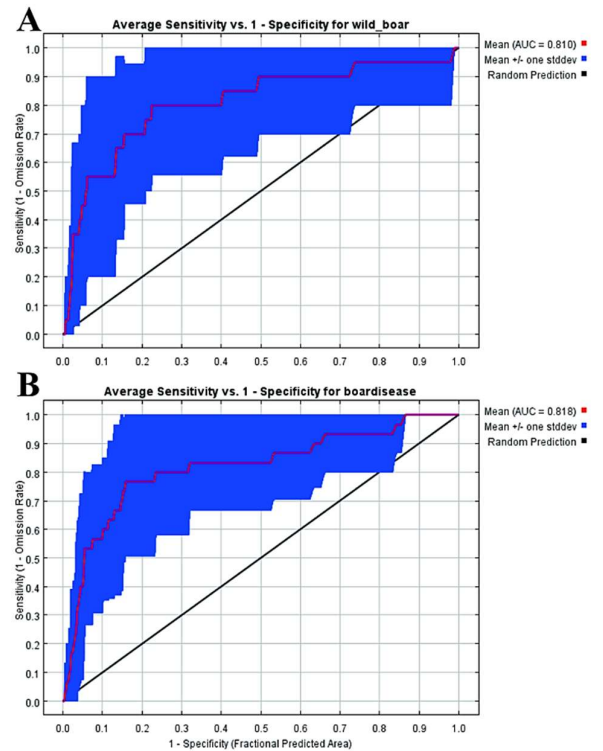 A
Average Sensitivity vs. 1 - Specificity for wild_boar
Mean (AUC = 0.810)
Mean +/- one stddev
Random Prediction
Sensitivity (1 - Omission Rate)
1.0
0.9
0.8
0.7
0.6
0.5
0.4
0.3
0.2
0.1
0.0
0.0 0.1 0.2 0.3 0.4 0.5 0.6 0.7 0.8 0.9 1.0
B
Average Sensitivity vs. 1 - Specificity for boardisease
Mean (AUC = 0.818)
Mean +/- one stddev
Random Prediction
Sensitivity (1 - Omission Rate)
1.0
0.9
0.8
0.7
0.6
0.5
0.4
0.3
0.2
0.1
0.0
0.0 0.1 0.2 0.3 0.4 0.5 0.6 0.7 0.8 0.9 1.0
1 - Specificity (Fractional Predicted Area)